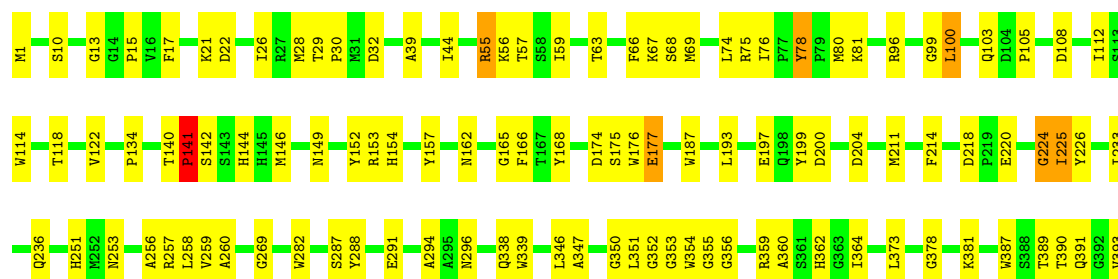 M1 S10 G13 G14 P15 V16 F17 K21 D22 I26 R27 M28 T29 P30 M31 D32 A39 I44 R55 K56 T57 S58 I59 T63 F66 K67 S68 M69 L74 R75 I76 P77 Y78 P79 M80 K81 R96 G99 L100 Q103 D104 P105 D108 I112 S113
W114 T118 V122 P134 T140 P141 S142 S143 H144 H145 M146 N149 Y152 R153 H154 Y157 N162 G165 F166 T167 Y168 D174 S175 W176 E177 W187 L193 E197 Q198 Y199 D200 D204 M211 F214 D218 P219 E220 G224 I225 Y226
Q236 H251 M252 N253 A256 R257 L258 V259 A260 G269 W282 S287 P288 E291 A294 A295 N296 Q338 W339 L346 A347 G350 L351 G352 G353 W354 G355 G356 R359 A360 S361 H362 G363 I364 L373 G378 K381 W387 S388 T389 T390 Q391 G392